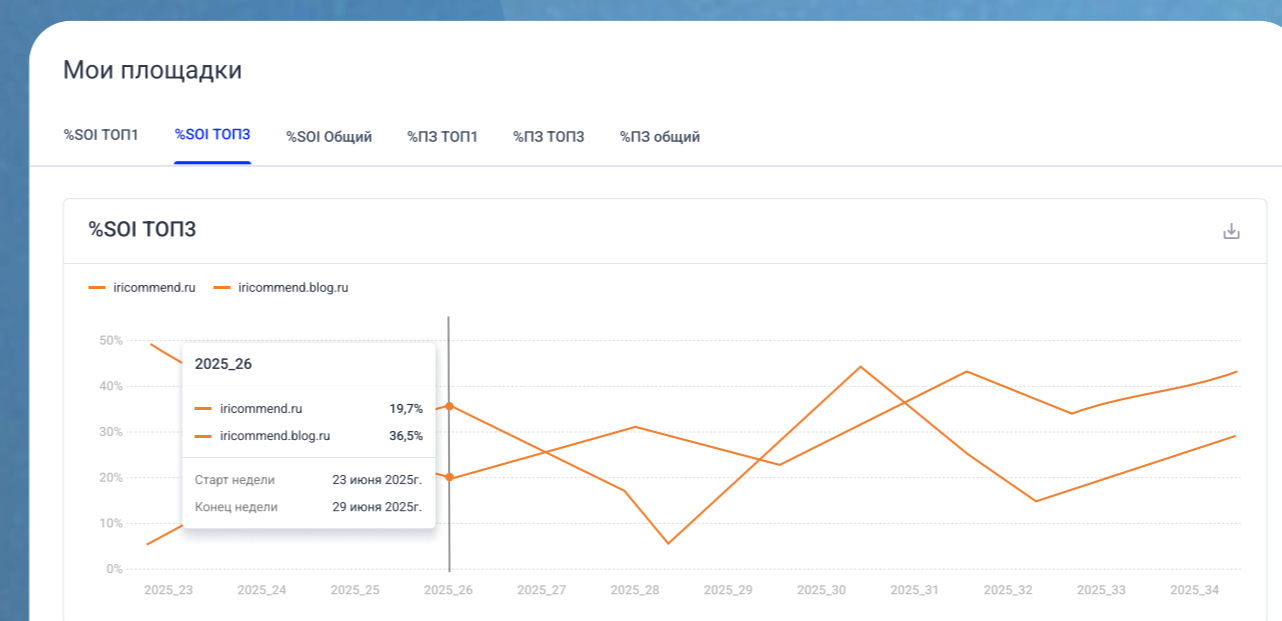 Мои площадки
%SOI ТОП1 %SOI ТОП3 %SOI Общий %ПЗ ТОП1 %ПЗ ТОП3 %ПЗ общий
%SOI ТОП3
iricommend.ru iricommend.blog.ru
50%
40%
30%
20%
10%
0%
2025_26
iricommend.ru 19,7%
iricommend.blog.ru 36,5%
Старт недели 23 июня 2025г.
Конец недели 29 июня 2025г.
2025_23 2025_24 2025_25 2025_26 2025_27 2025_28 2025_29 2025_30 2025_31 2025_32 2025_33 2025_34